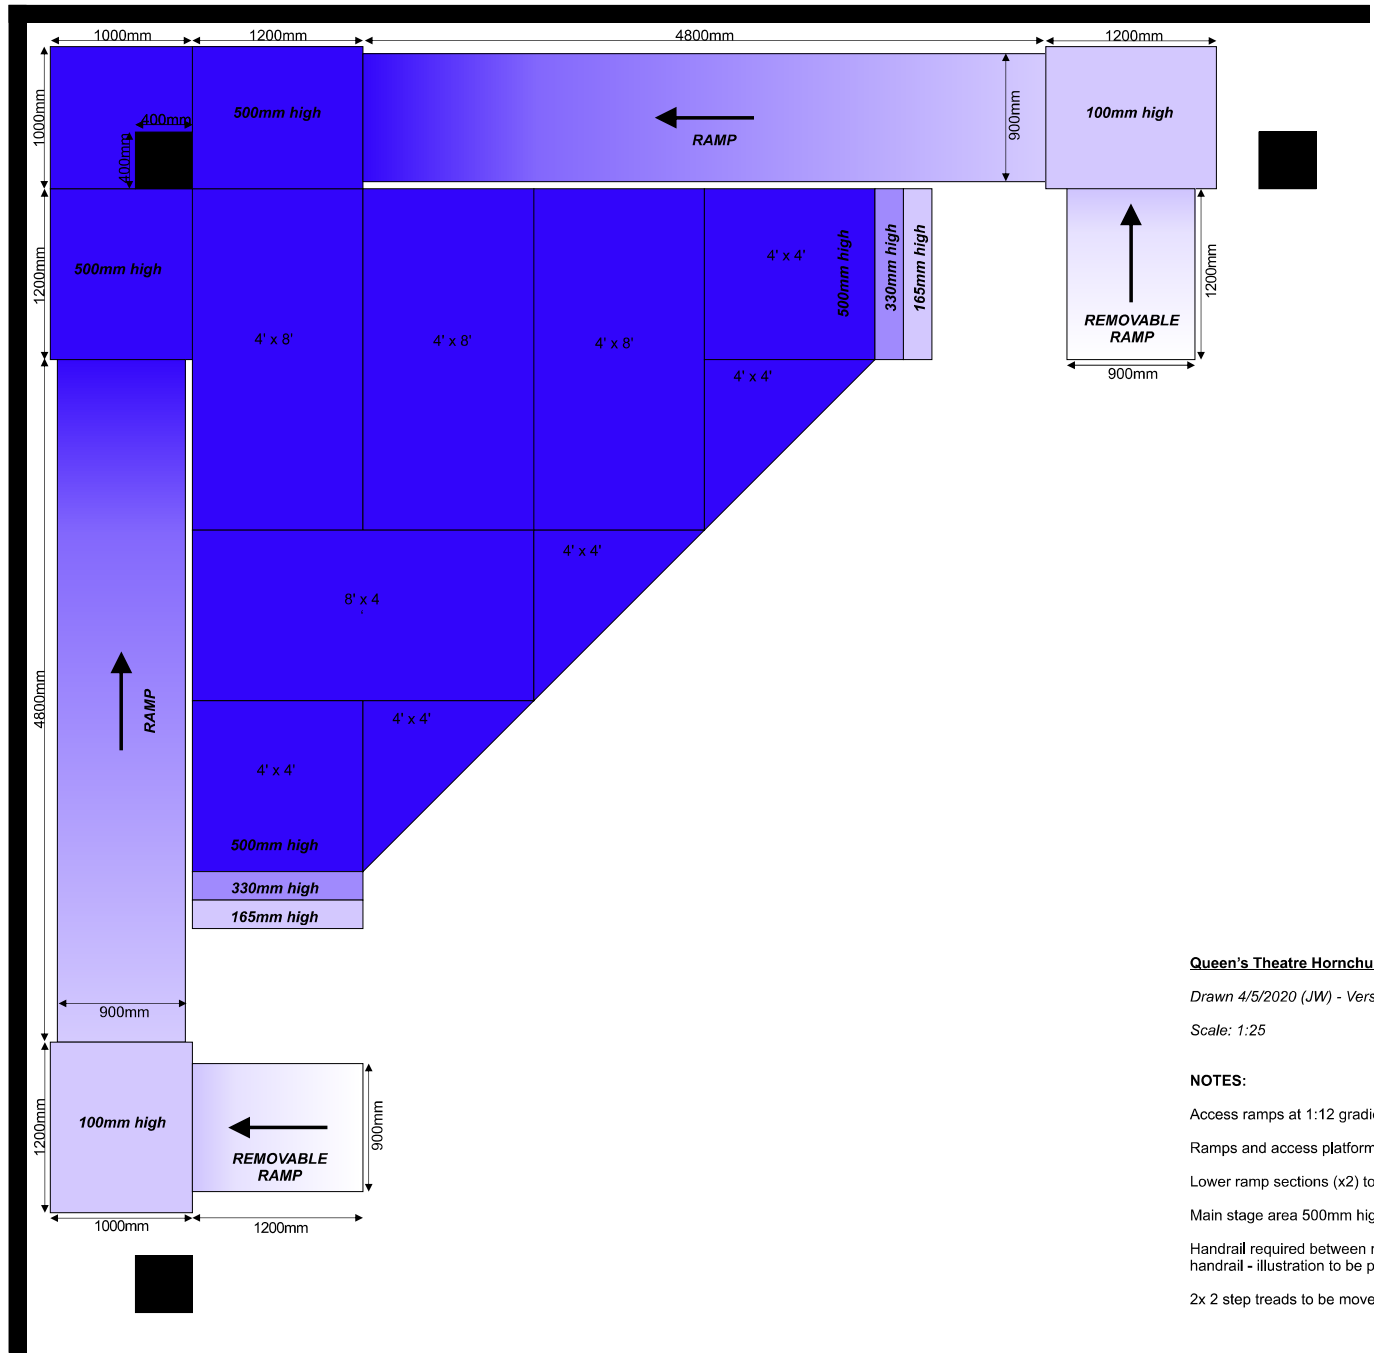 1000mm
1200mm
4800mm
1200mm
1000mm
400mm
400mm
500mm high
RAMP
900mm
100mm high
1200mm
500mm high
4' x 8'
4' x 8'
4' x 8'
4' x 4'
500mm high
330mm high
165mm high
REMOVABLE
RAMP
1200mm
900mm
4' x 4'
4' x 4'
8' x 4
'
4800mm
RAMP
4' x 4'
4' x 4'
500mm high
330mm high
165mm high
900mm
1200mm
100mm high
REMOVABLE
RAMP
900mm
1000mm
1200mm
Queen's Theatre Hornchu
Drawn 4/5/2020 (JW) - Vers
Scale: 1:25
NOTES:
Access ramps at 1:12 gradi
Ramps and access platform
Lower ramp sections (x2) to
Main stage area 500mm hig
Handrail required between r
handrail - illustration to be p
2x 2 step treads to be move